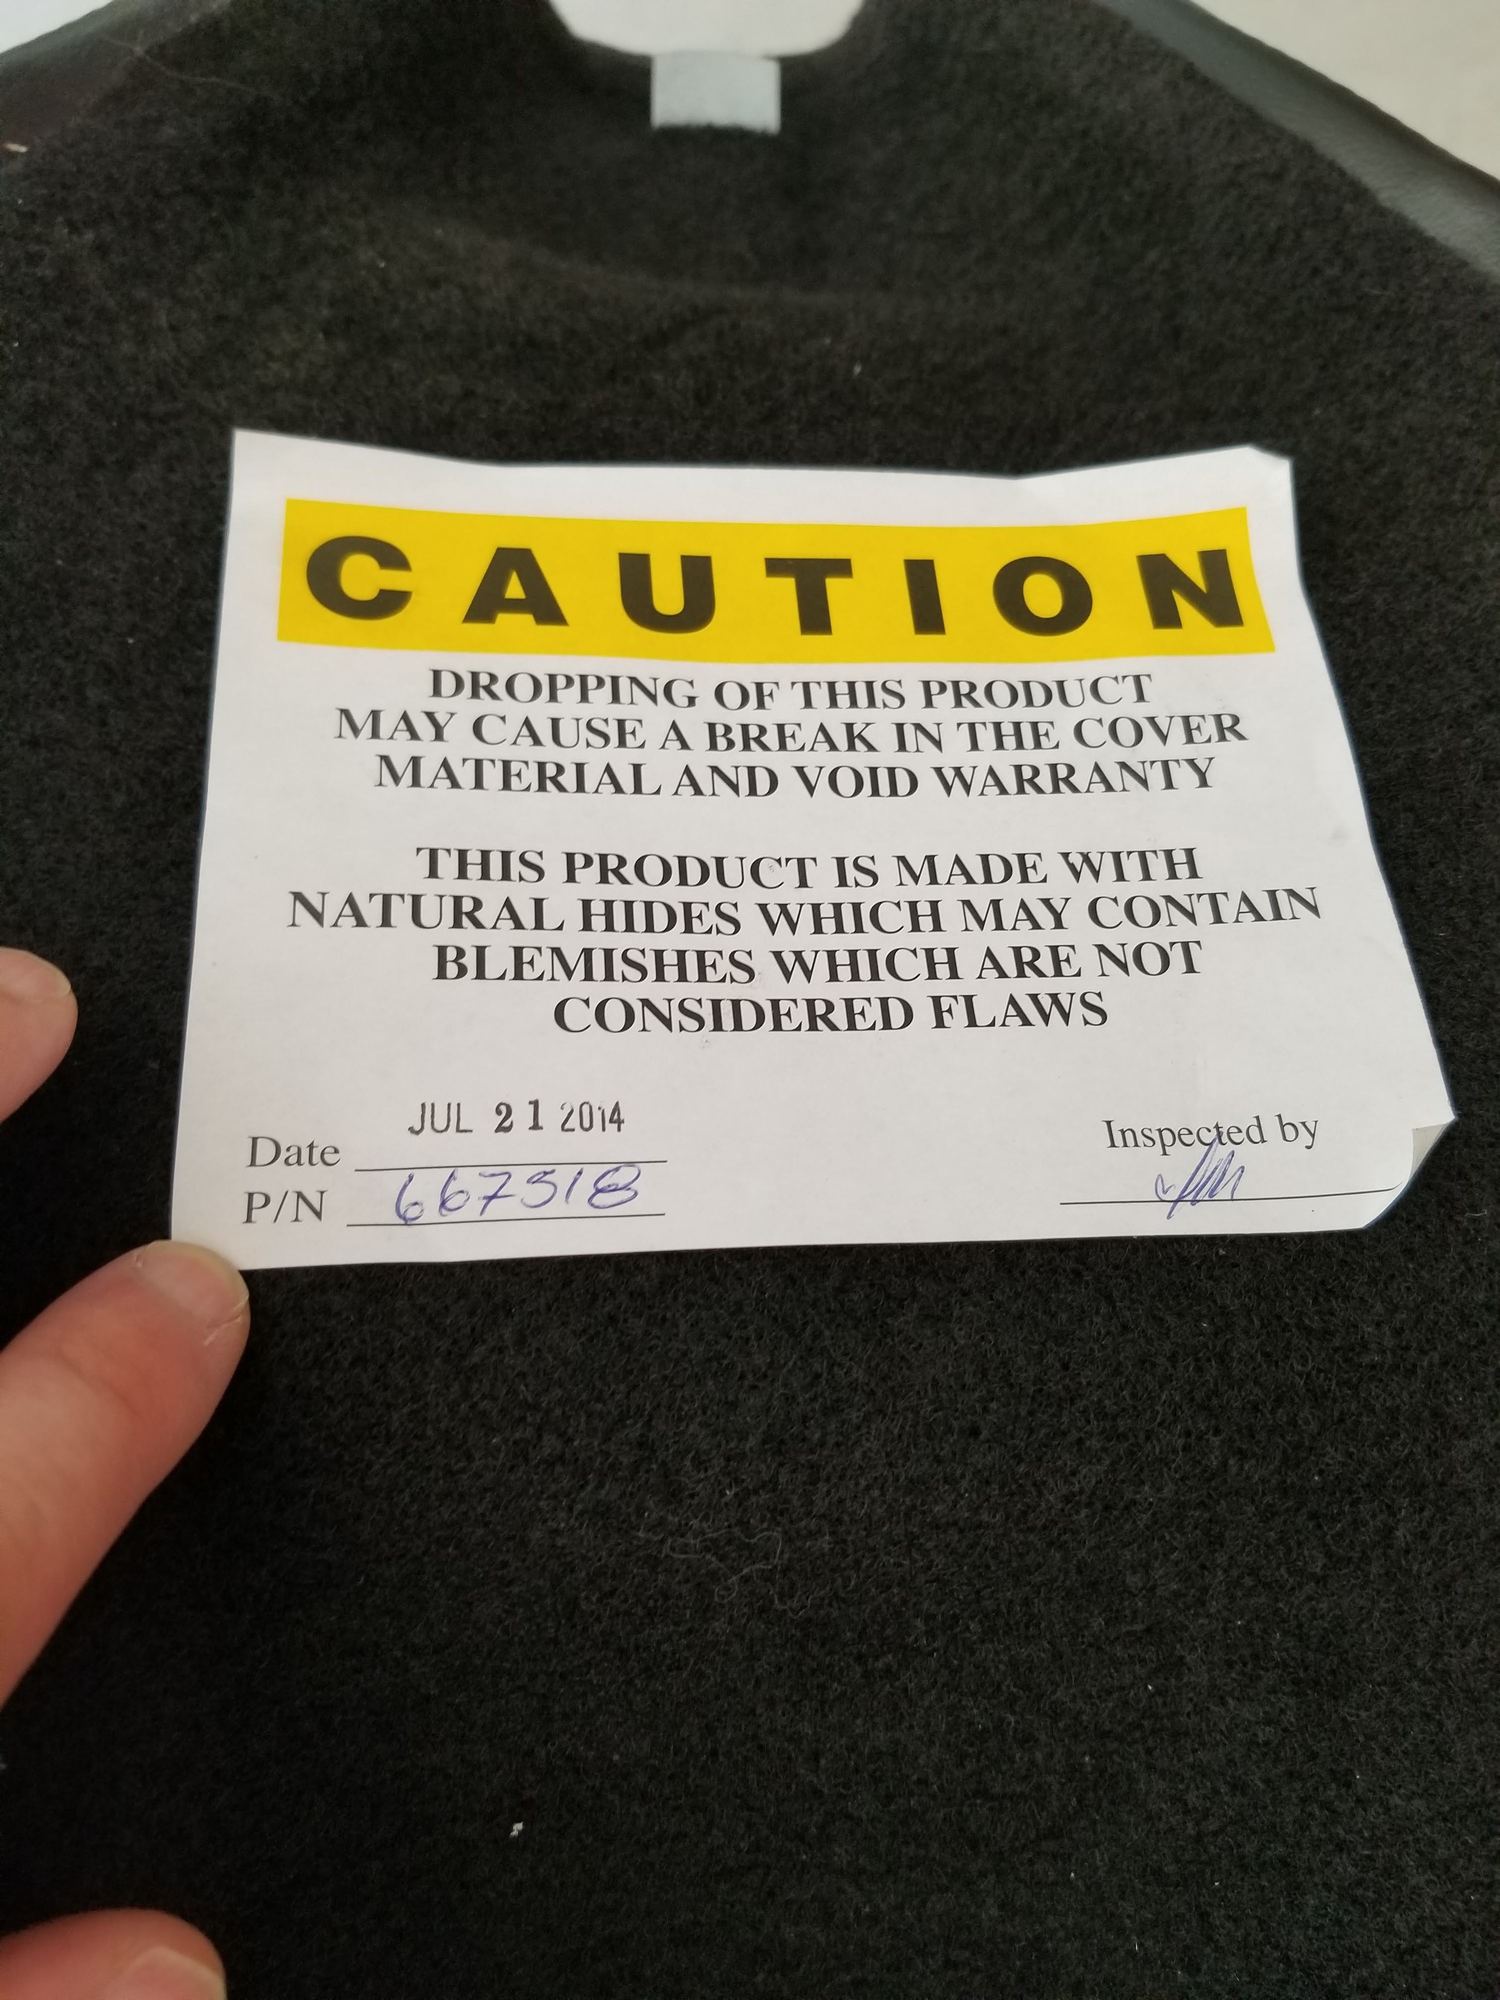 CAUTION
DROPPING OF THIS PRODUCT
MAY CAUSE A BREAK IN THE COVER
MATERIAL AND VOID WARRANTY
THIS PRODUCT IS MADE WITH
NATURAL HIDES WHICH MAY CONTAIN
BLEMISHES WHICH ARE NOT
CONSIDERED FLAWS
Date JUL 21 2014
P/N 667518
Inspected by